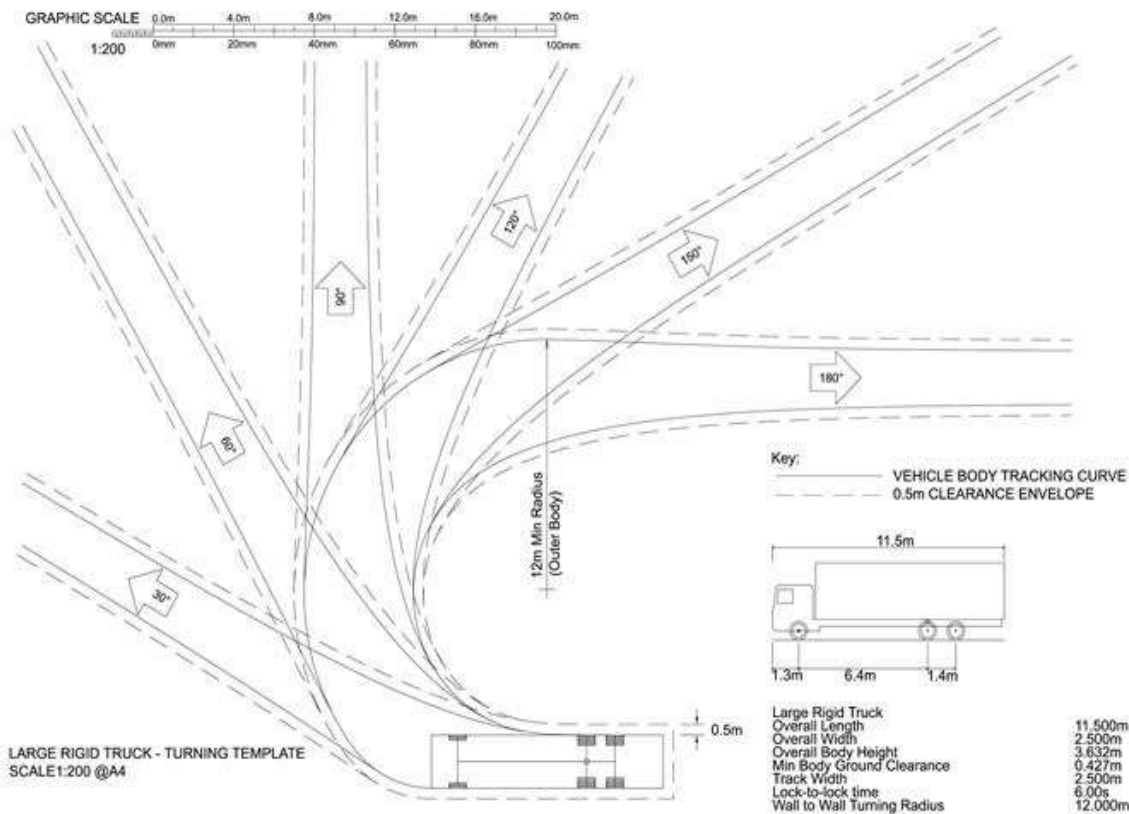 GRAPHIC SCALE 0.0m 4.0m 8.0m 12.0m 16.0m 20.0m
1:200 0mm 20mm 40mm 60mm 80mm 100mm
120°
150°
90°
180°
60°
30°
12m Min Radius
(Outer Body)
Key:
VEHICLE BODY TRACKING CURVE
0.5m CLEARANCE ENVELOPE
11.5m
1.3m 6.4m 1.4m
0.5m
LARGE RIGID TRUCK - TURNING TEMPLATE
SCALE1:200 @A4
Large Rigid Truck
Overall Length 11.500m
Overall Width 2.500m
Overall Body Height 3.632m
Min Body Ground Clearance 0.427m
Track Width 2.500m
Lock-to-lock time 6.00s
Wall to Wall Turning Radius 12.000m